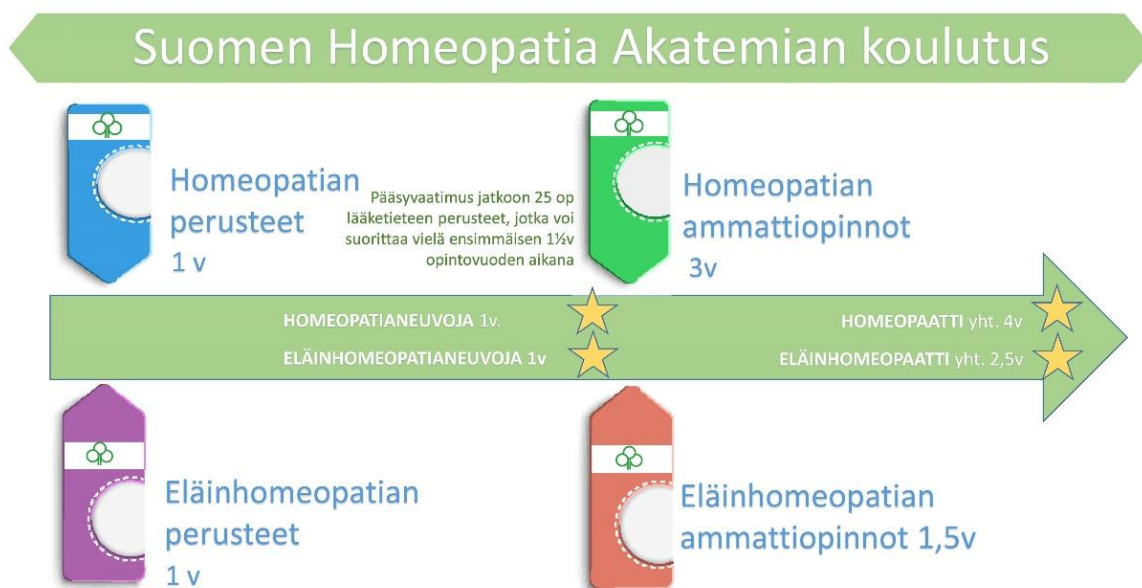 Suomen Homeopatia Akatemian koulutus
Homeopatian
perusteet
1 v
Pääsyvaatimus jatkoon 25 op
lääketieteen perusteet, jotka voi
suorittaa vielä ensimmäisen 1½v
opintovuoden aikana
Homeopatian
ammattiopinnot
3v
HOMEOPATIANEUVOJA 1v.
HOMEOPAATTI yht. 4v
ELÄINHOMEOPATIANEUVOJA 1v
ELÄINHOMEOPAATTI yht. 2,5v
Eläinhomeopatian
perusteet
1 v
Eläinhomeopatian
ammattiopinnot 1,5v